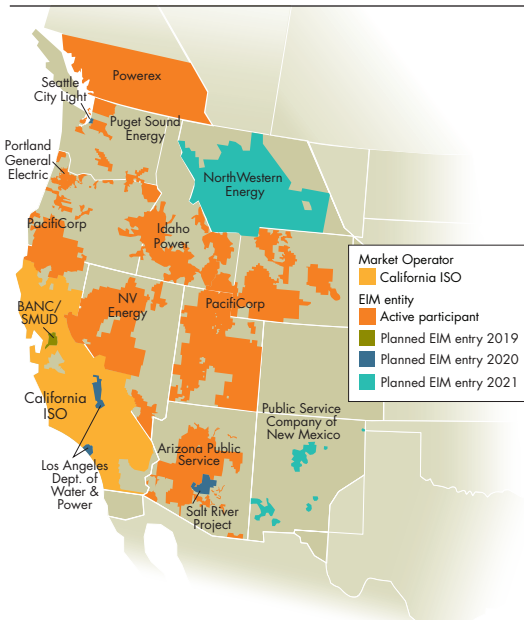 Powerex
Seattle
City Light
Puget Sound
Energy
Portland
General
Electric
NorthWestern
Energy
PacifiCorp
Idaho
Power
Market Operator
California ISO
EIM entity
Active participant
Planned EIM entry 2019
Planned EIM entry 2020
Planned EIM entry 2021
BANC/
SMUD
NV
Energy
PacifiCorp
California
ISO
Public Service
Company of
New Mexico
Arizona Public
Service
Los Angeles
Dept. of
Water &
Power
Salt River
Project